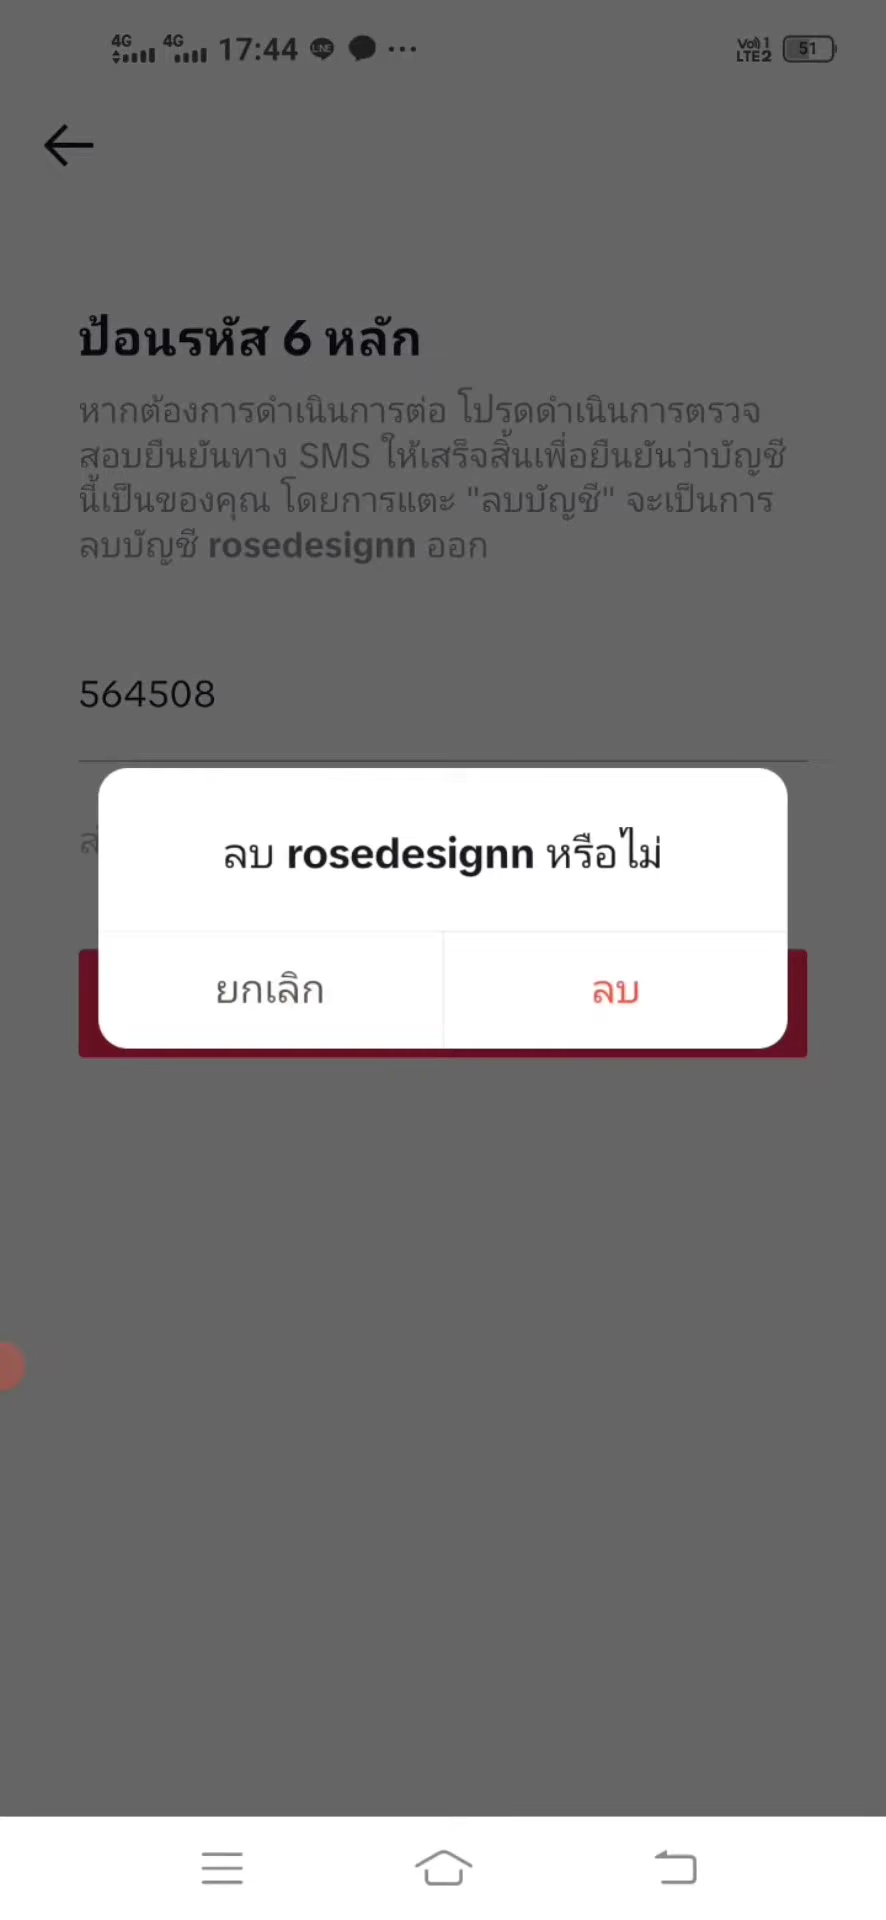 4G 4G 17:44 LINE Vo) 1 LTE2 51
ป้อนรหัส 6 หลัก
หากต้องการดำเนินการต่อ โปรดดำเนินการตรวจ
สอบยืนยันทาง SMS ให้เสร็จสิ้นเพื่อยืนยันว่าบัญชี
นี้เป็นของคุณ โดยการแตะ "ลบบัญชี" จะเป็นการ
ลบบัญชี rosedesignn ออก
564508
ลบ rosedesignn หรือไม่
ยกเลิก ลบ